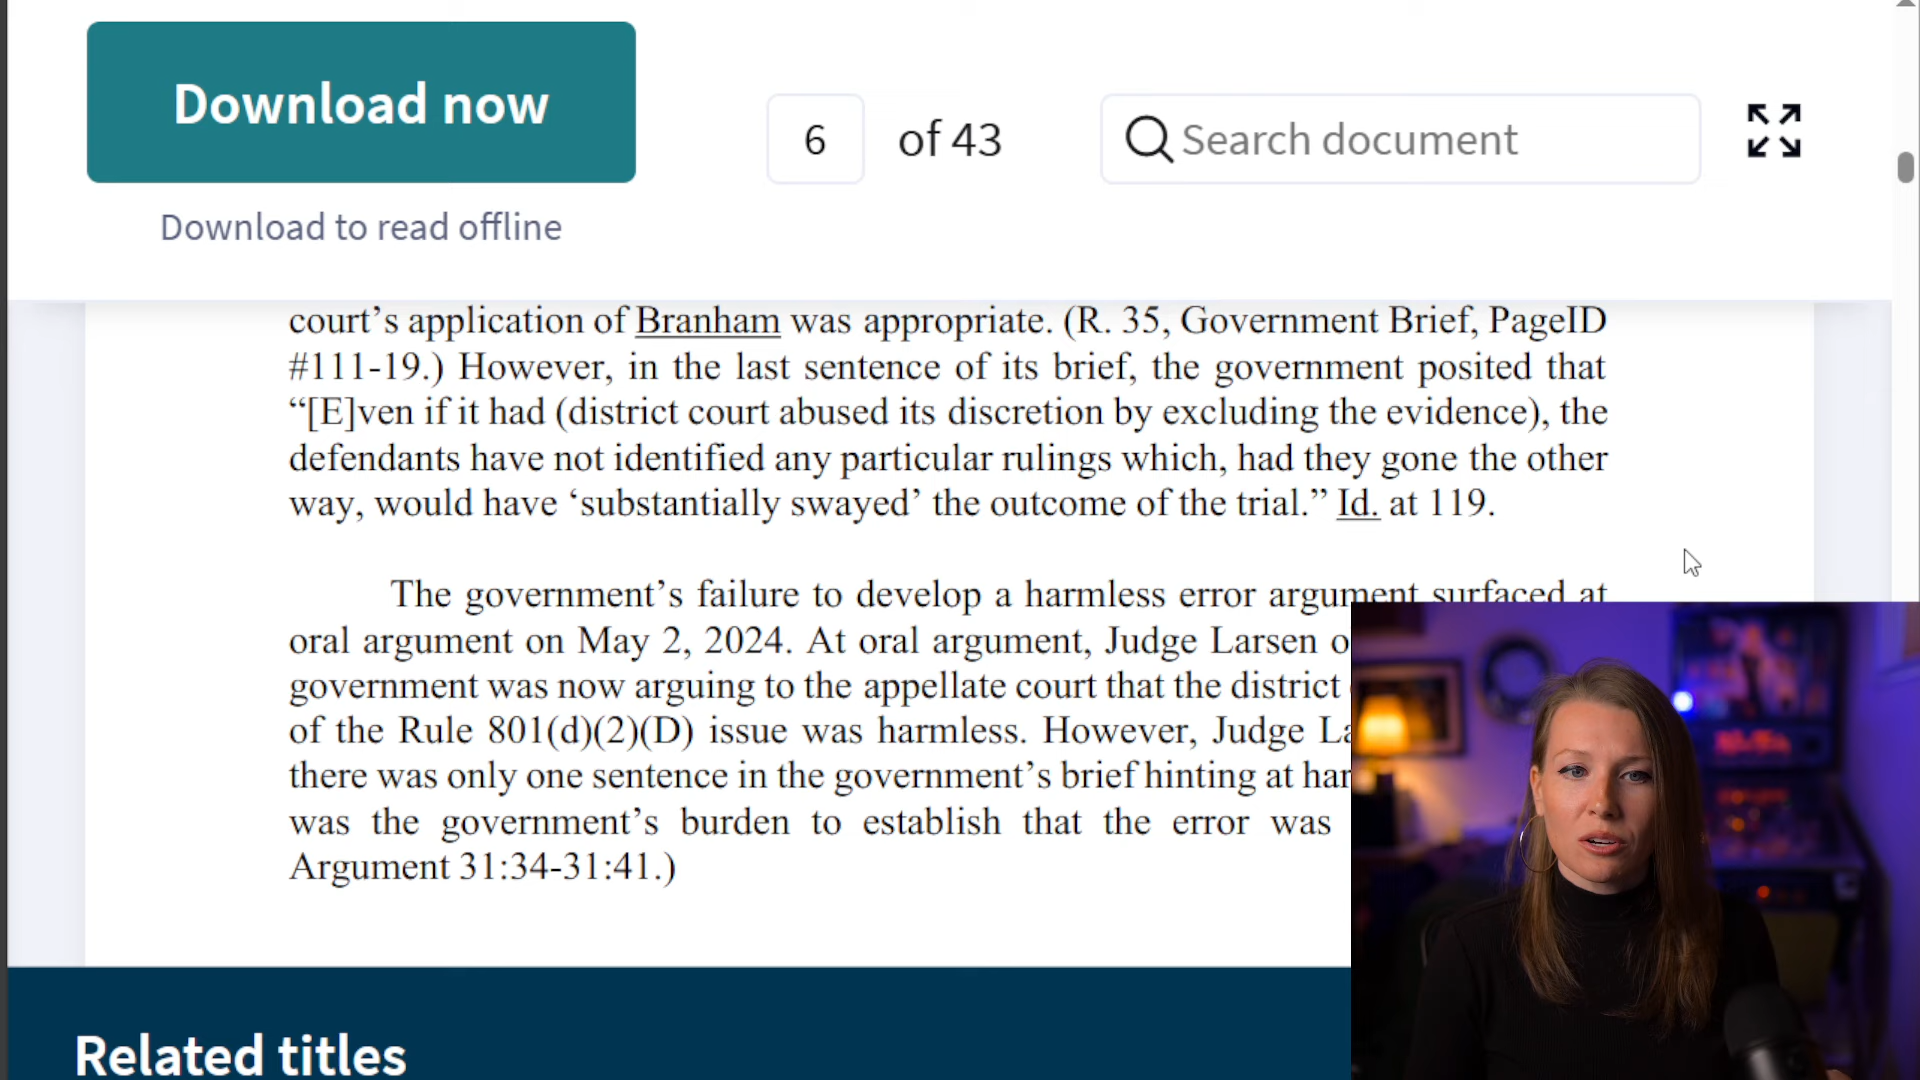 Download now
Download to read offline
6 of 43
Search document
court’s application of Branham was appropriate. (R. 35, Government Brief, PageID
#111-19.) However, in the last sentence of its brief, the government posited that
“[E]ven if it had (district court abused its discretion by excluding the evidence), the
defendants have not identified any particular rulings which, had they gone the other
way, would have ‘substantially swayed’ the outcome of the trial.” Id. at 119.
The government’s failure to develop a harmless error argument surfaced at
oral argument on May 2, 2024. At oral argument, Judge Larsen
government was now arguing to the appellate court that the district
of the Rule 801(d)(2)(D) issue was harmless. However, Judge
there was only one sentence in the government’s brief hinting at
was the government’s burden to establish that the error was
Argument 31:34-31:41.)
Related titles